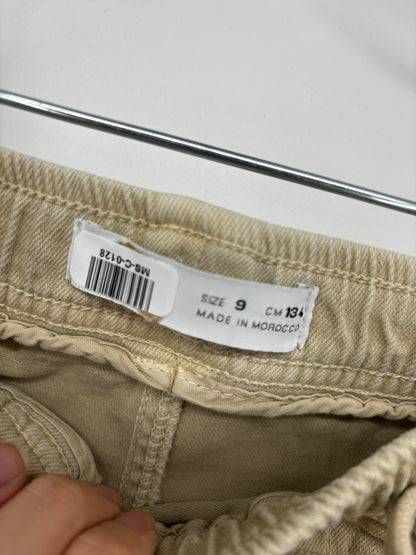 MS-C-0128
SIZE 9 CM 134
MADE IN MOROCCO